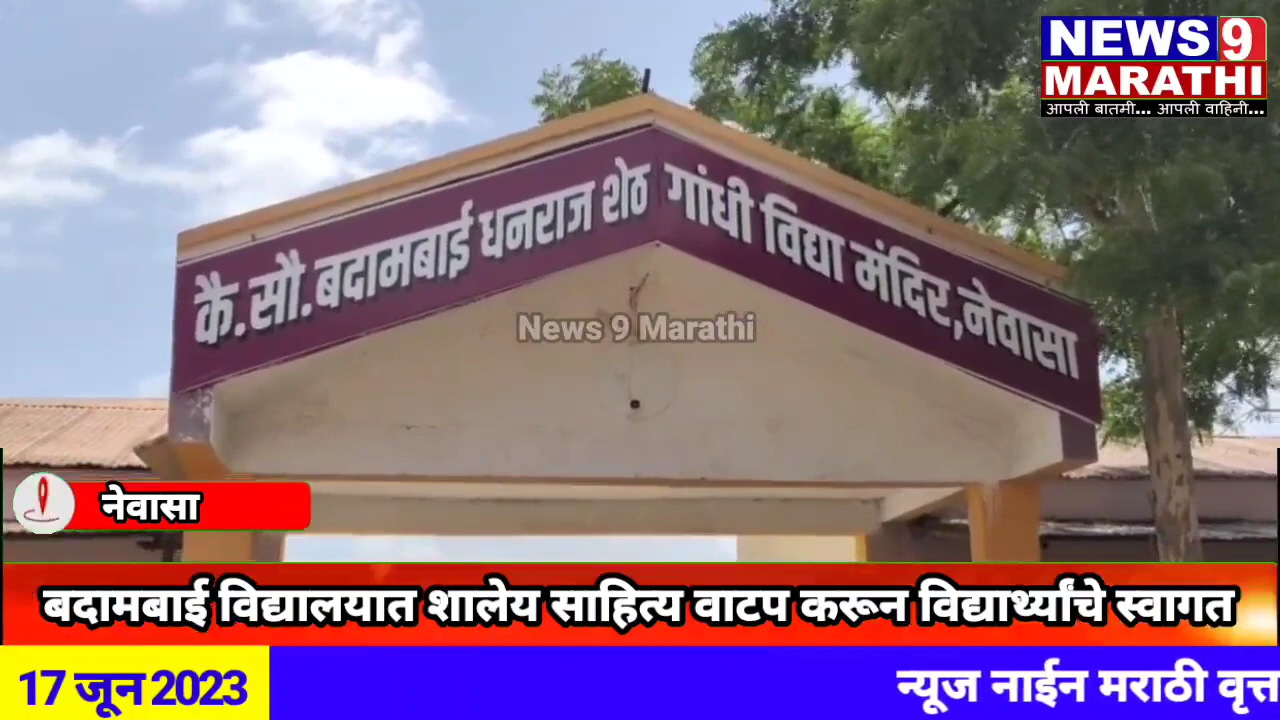 NEWS 9
MARATHI
आपली बातमी... आपली वाहिनी...
कै. सौ. बदामबाई धनराज शेठ गांधी विद्या मंदिर, नेवासा
News 9 Marathi
नेवासा
बदामबाई विद्यालयात शालेय साहित्य वाटप करून विद्यार्थ्यांचे स्वागत
17 जून 2023
न्यूज नाईन मराठी वृत्त